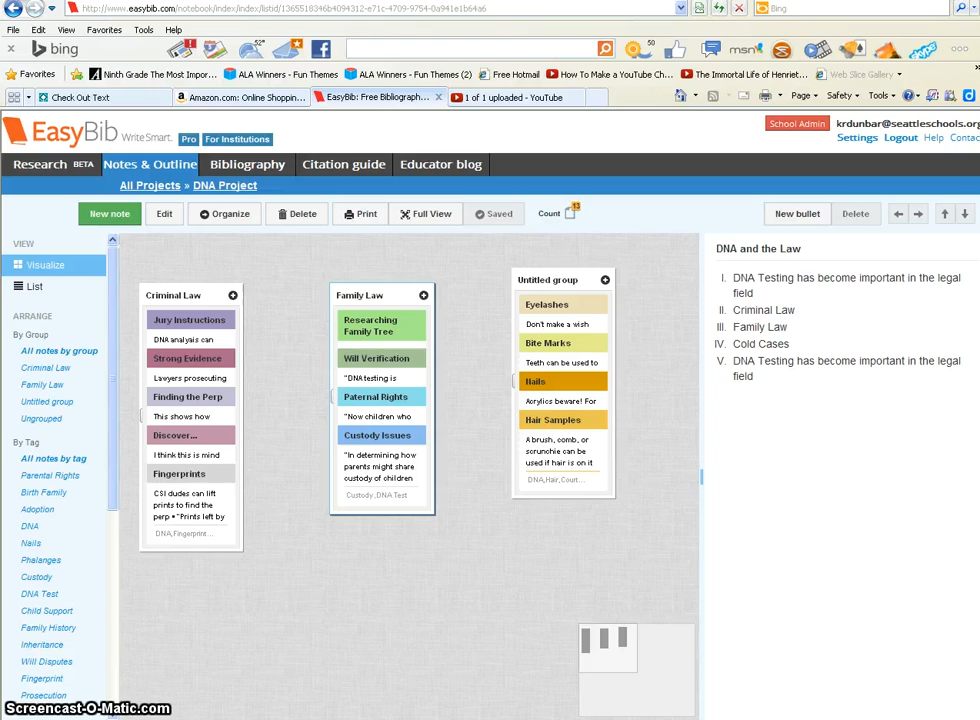 http://www.easybib.com/notebook/index/index/listid/1365518346b4094312-e71c-4709-9754-0a941e1b64a6
Bing
File Edit View Favorites Tools Help
bing
50
msn
Favorites
Ninth Grade The Most Impor...
ALA Winners - Fun Themes
ALA Winners - Fun Themes (2)
Free Hotmail
How To Make a YouTube Ch...
The Immortal Life of Henriet...
Web Slice Gallery
Check Out Text
Amazon.com: Online Shoppin...
EasyBib: Free Bibliograph...
1 of 1 uploaded - YouTube
Page Safety Tools
EasyBib Write Smart. Pro For Institutions
School Admin krdunbar@seattleschools.org
Settings Logout Help Contac
Research BETA Notes & Outline Bibliography Citation guide Educator blog
All Projects » DNA Project
New note Edit Organize Delete Print Full View Saved Count 13
New bullet Delete
VIEW
Visualize
List
ARRANGE
By Group
All notes by group
Criminal Law
Family Law
Untitled group
Ungrouped
By Tag
All notes by tag
Parental Rights
Birth Family
Adoption
DNA
Nails
Phalanges
Custody
DNA Test
Child Support
Family History
Inheritance
Will Disputes
Fingerprint
Prosecution
Criminal Law
Jury Instructions
DNA analysis can
Strong Evidence
Lawyers prosecuting
Finding the Perp
This shows how
Discover...
I think this is mind
Fingerprints
CSI dudes can lift
prints to find the
perp • "Prints left by
DNA,Fingerprint...
Family Law
Researching
Family Tree
Will Verification
"DNA testing is
Paternal Rights
"Now children who
Custody Issues
"In determining how
parents might share
custody of children
Custody,DNA Test
Untitled group
Eyelashes
Don't make a wish
Bite Marks
Teeth can be used to
Nails
Acrylics beware! For
Hair Samples
A brush, comb, or
scrunchie can be
used if hair is on it
DNA,Hair,Court...
DNA and the Law
I. DNA Testing has become important in the legal
field
II. Criminal Law
III. Family Law
IV. Cold Cases
V. DNA Testing has become important in the legal
field
Screencast-O-Matic.com